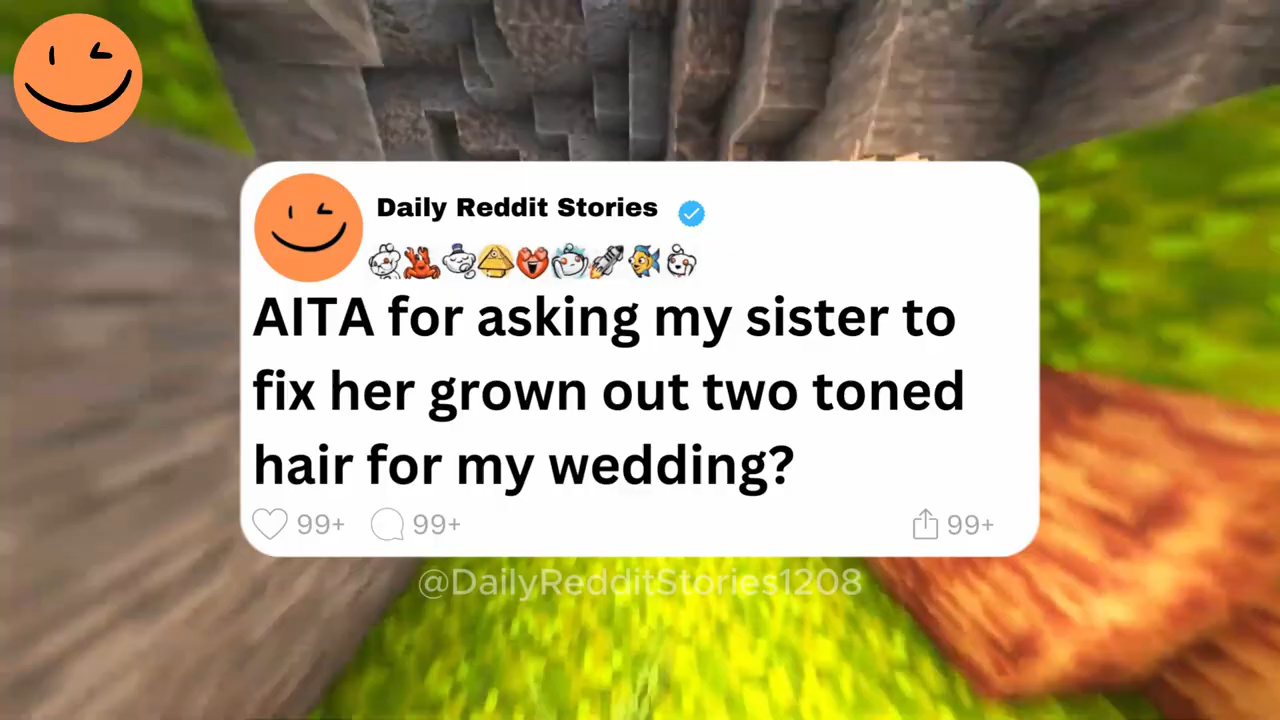 Daily Reddit Stories
AITA for asking my sister to
fix her grown out two toned
hair for my wedding?
99+ 99+ 99+
@DailyRedditStories1208